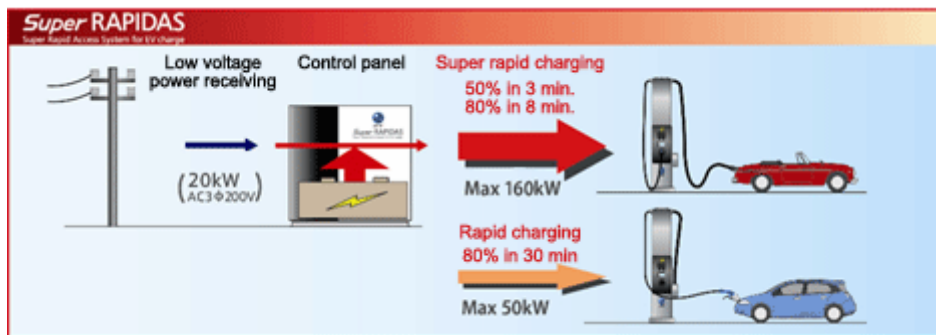 Super RAPIDAS
Super Rapid Access System for EV charge
Low voltage
power receiving
Control panel
Super rapid charging
50% in 3 min.
80% in 8 min.
Super RAPIDAS
(20kW
AC3Φ200V)
Max 160kW
Rapid charging
80% in 30 min
Max 50kW